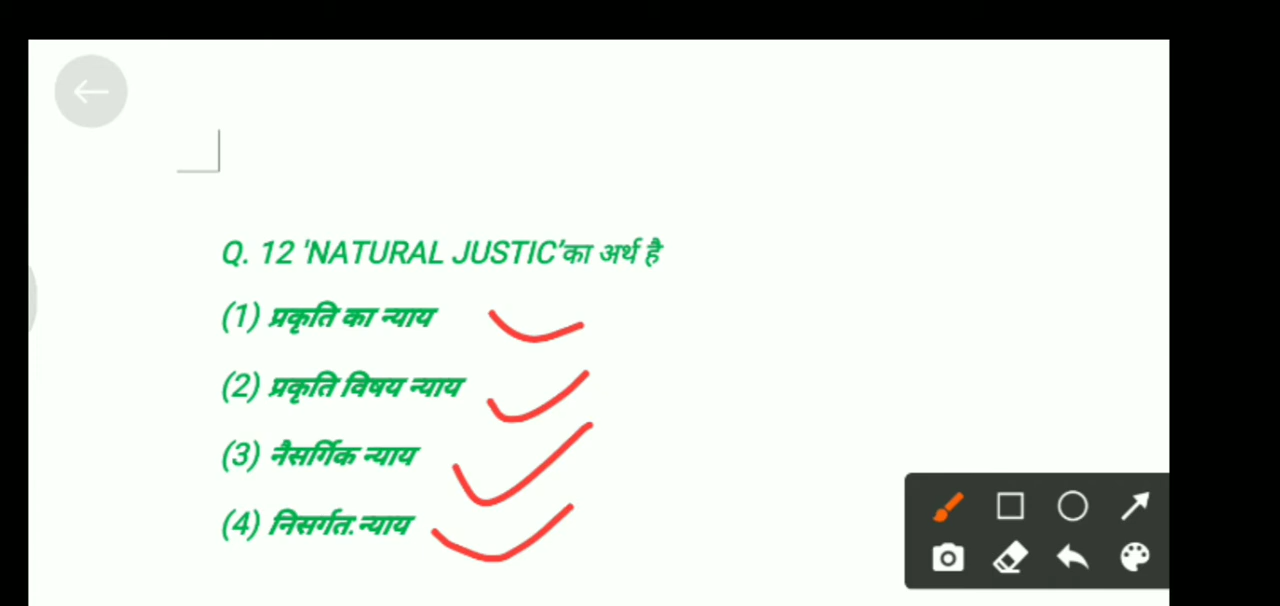 Q. 12 'NATURAL JUSTIC’का अर्थ है
(1) प्रकृति का न्याय
(2) प्रकृति विषय न्याय
(3) नैसर्गिक न्याय
(4) निसर्गत.न्याय